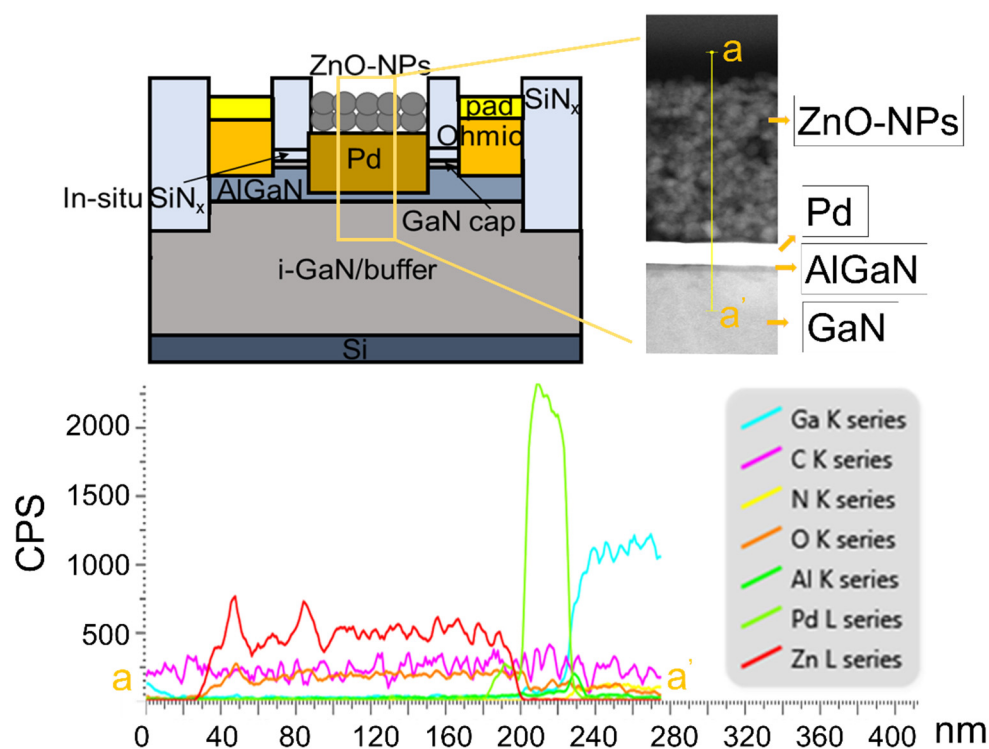 ZnO-NPs
SiNx
pad
Ohmic
Pd
In-situ SiNx
AlGaN
GaN cap
i-GaN/buffer
Si
a
a'
ZnO-NPs
Pd
AlGaN
GaN
CPS
2000
1500
1000
500
a
a'
0 40 80 120 160 200 240 280 320 360 400 nm
Ga K series
C K series
N K series
O K series
Al K series
Pd L series
Zn L series